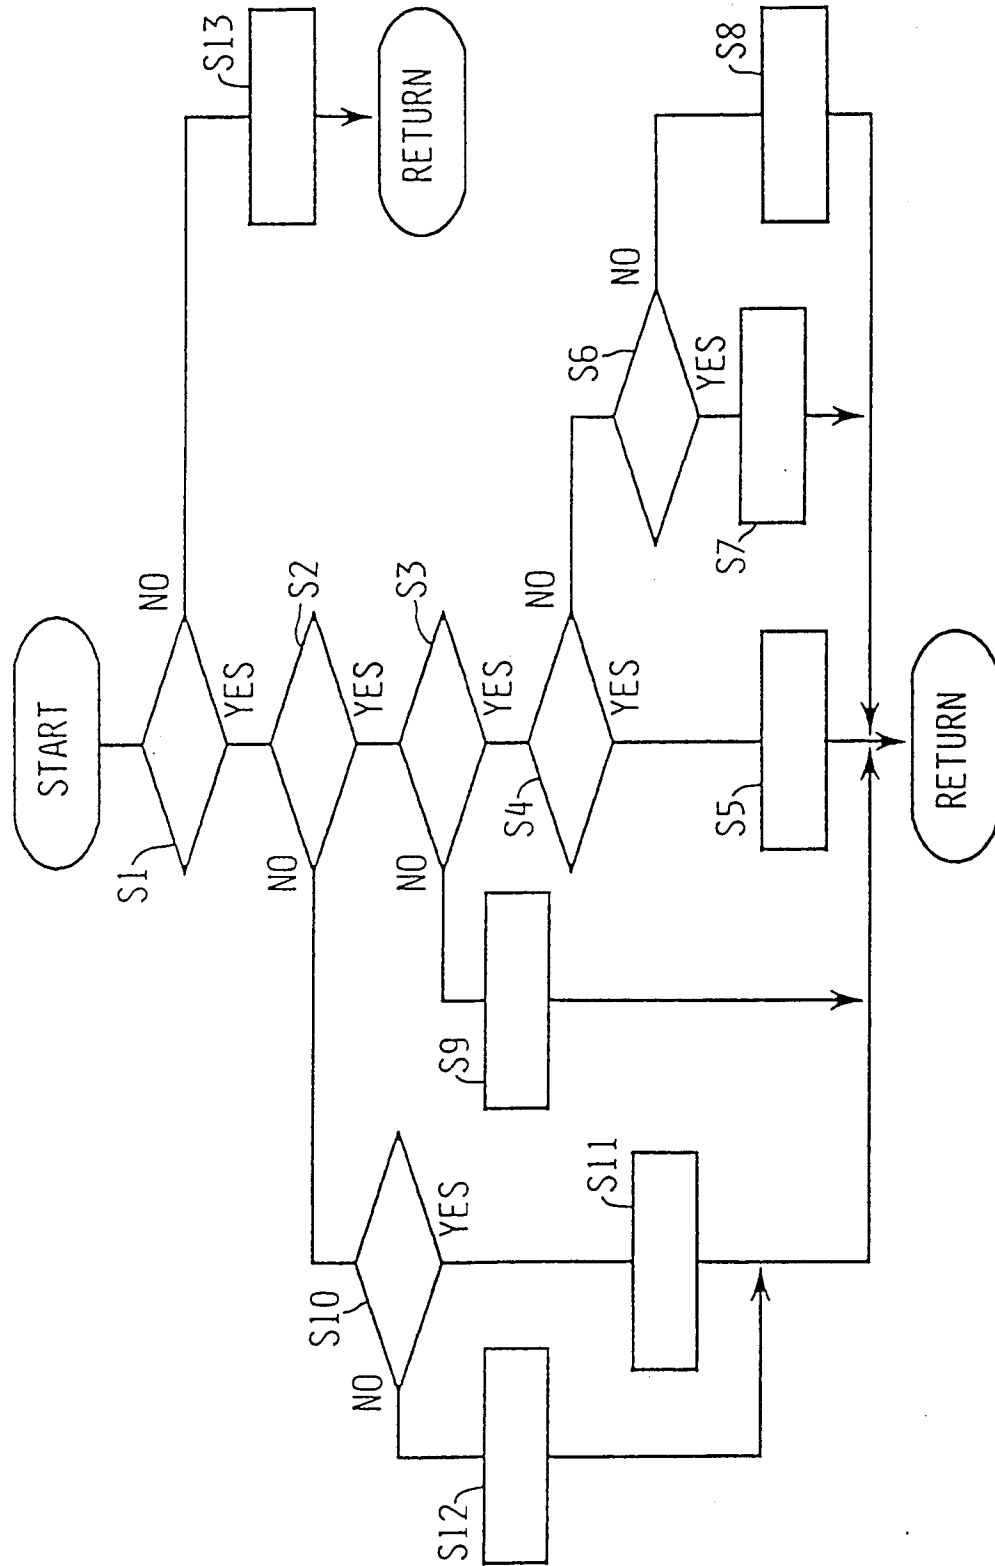 START
S1
NO
YES
S13
RETURN
S2
NO
YES
S10
NO
YES
S12
S11
S3
NO
YES
S9
S4
NO
YES
S6
NO
YES
S5
S7
S8
RETURN